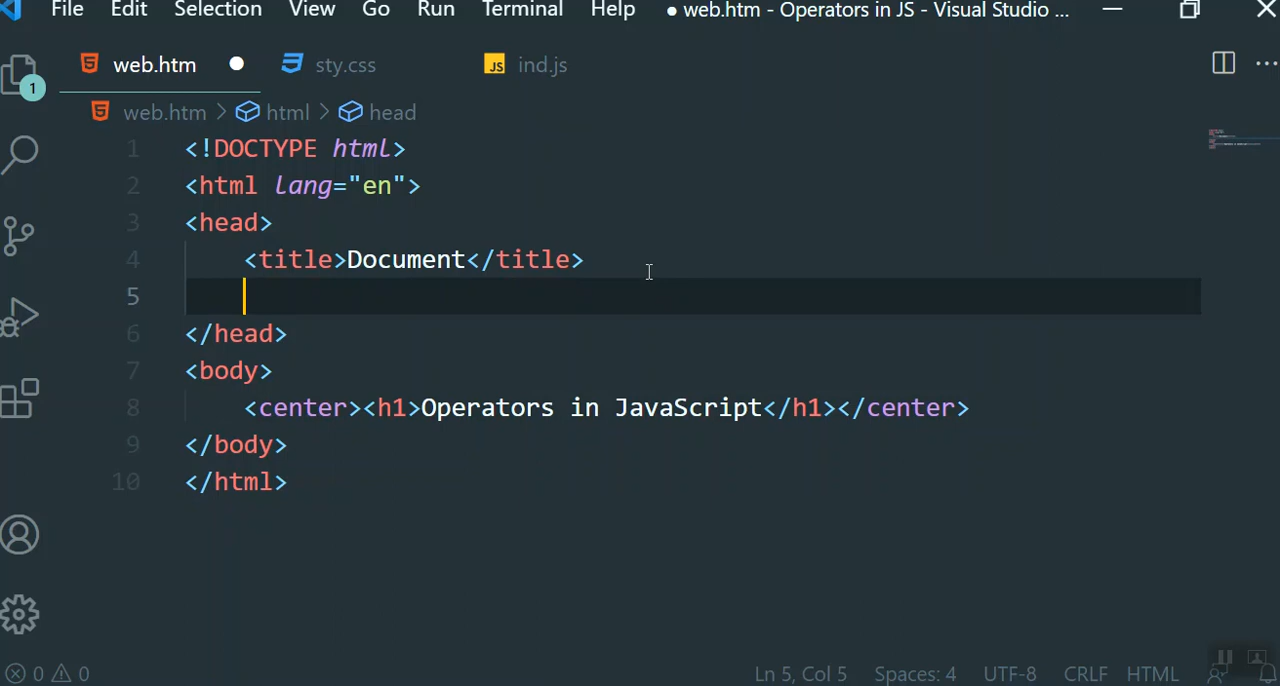 File Edit Selection View Go Run Terminal Help ● web.htm - Operators in JS - Visual Studio ...
web.htm ● sty.css JS ind.js ...
1
web.htm > html > head
1 <!DOCTYPE html>
2 <html lang="en">
3 <head>
4 <title>Document</title>
5
6 </head>
7 <body>
8 <center><h1>Operators in JavaScript</h1></center>
9 </body>
10 </html>
0 0 Ln 5, Col 5 Spaces: 4 UTF-8 CRLF HTML